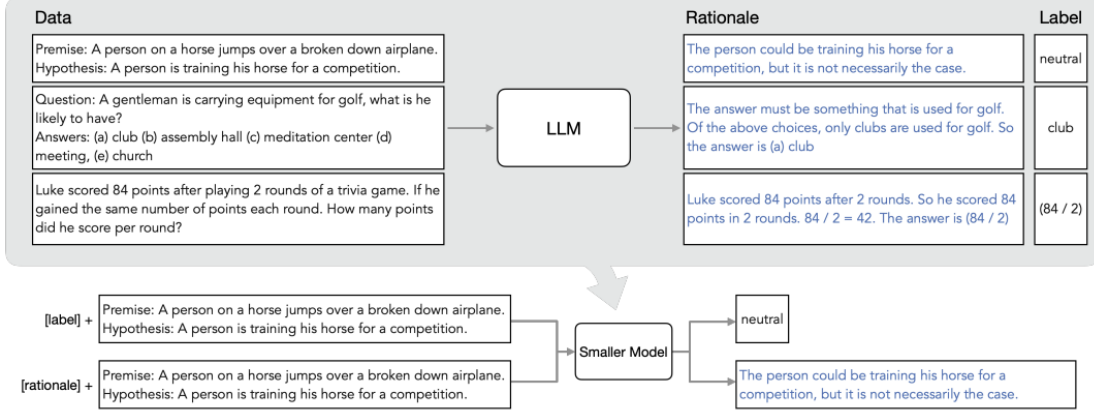 Data
Rationale
Label
Premise: A person on a horse jumps over a broken down airplane.
Hypothesis: A person is training his horse for a competition.
The person could be training his horse for a
competition, but it is not necessarily the case.
neutral
Question: A gentleman is carrying equipment for golf, what is he
likely to have?
Answers: (a) club (b) assembly hall (c) meditation center (d)
meeting, (e) church
LLM
The answer must be something that is used for golf.
Of the above choices, only clubs are used for golf. So
the answer is (a) club
club
Luke scored 84 points after playing 2 rounds of a trivia game. If he
gained the same number of points each round. How many points
did he score per round?
Luke scored 84 points after 2 rounds. So he scored 84
points in 2 rounds. 84 / 2 = 42. The answer is (84 / 2)
(84 / 2)
[label] +
Premise: A person on a horse jumps over a broken down airplane.
Hypothesis: A person is training his horse for a competition.
neutral
Smaller Model
[rationale] +
Premise: A person on a horse jumps over a broken down airplane.
Hypothesis: A person is training his horse for a competition.
The person could be training his horse for a
competition, but it is not necessarily the case.